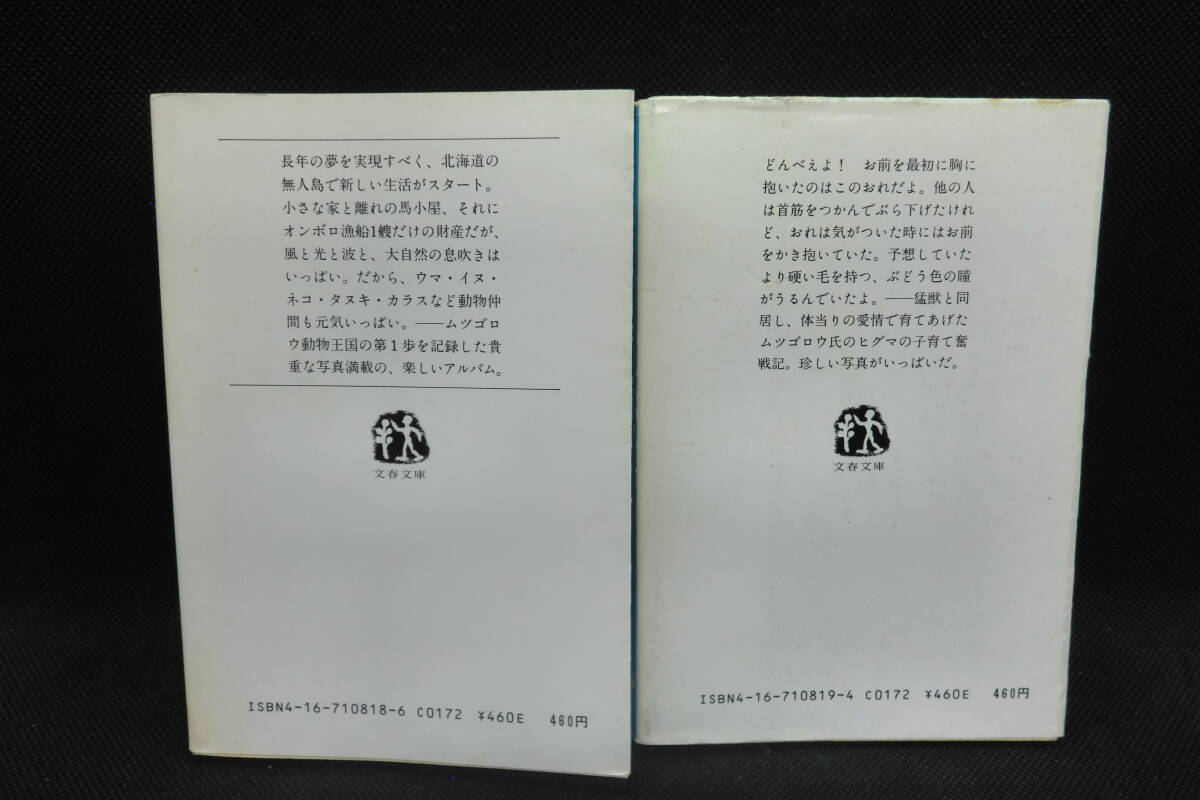 長年の夢を実現すべく、北海道の
無人島で新しい生活がスタート。
小さな家と離れの馬小屋、それに
オンボロ漁船1艘だけの財産だが、
風と光と波と、大自然の息吹きは
いっぱい。だから、ウマ・イヌ・
ネコ・タヌキ・カラスなど動物仲
間も元気いっぱい。――ムツゴロ
ウ動物王国の第1歩を記録した貴
重な写真満載の、楽しいアルバム。
文春文庫
ISBN4-16-710818-6 C0172 ¥460E 460円
どんべえよ！　お前を最初に胸に
抱いたのはこのおれだよ。他の人
は首筋をつかんでぶら下げたけれ
ど、おれは気がついた時にはお前
をかき抱いていた。予想していた
より硬い毛を持つ、ぶどう色の瞳
がうるんでいたよ。――猛獣と同
居し、体当りの愛情で育てあげた
ムツゴロウ氏のヒグマの子育て奮
戦記。珍しい写真がいっぱいだ。
文春文庫
ISBN4-16-710819-4 C0172 ¥460E 460円